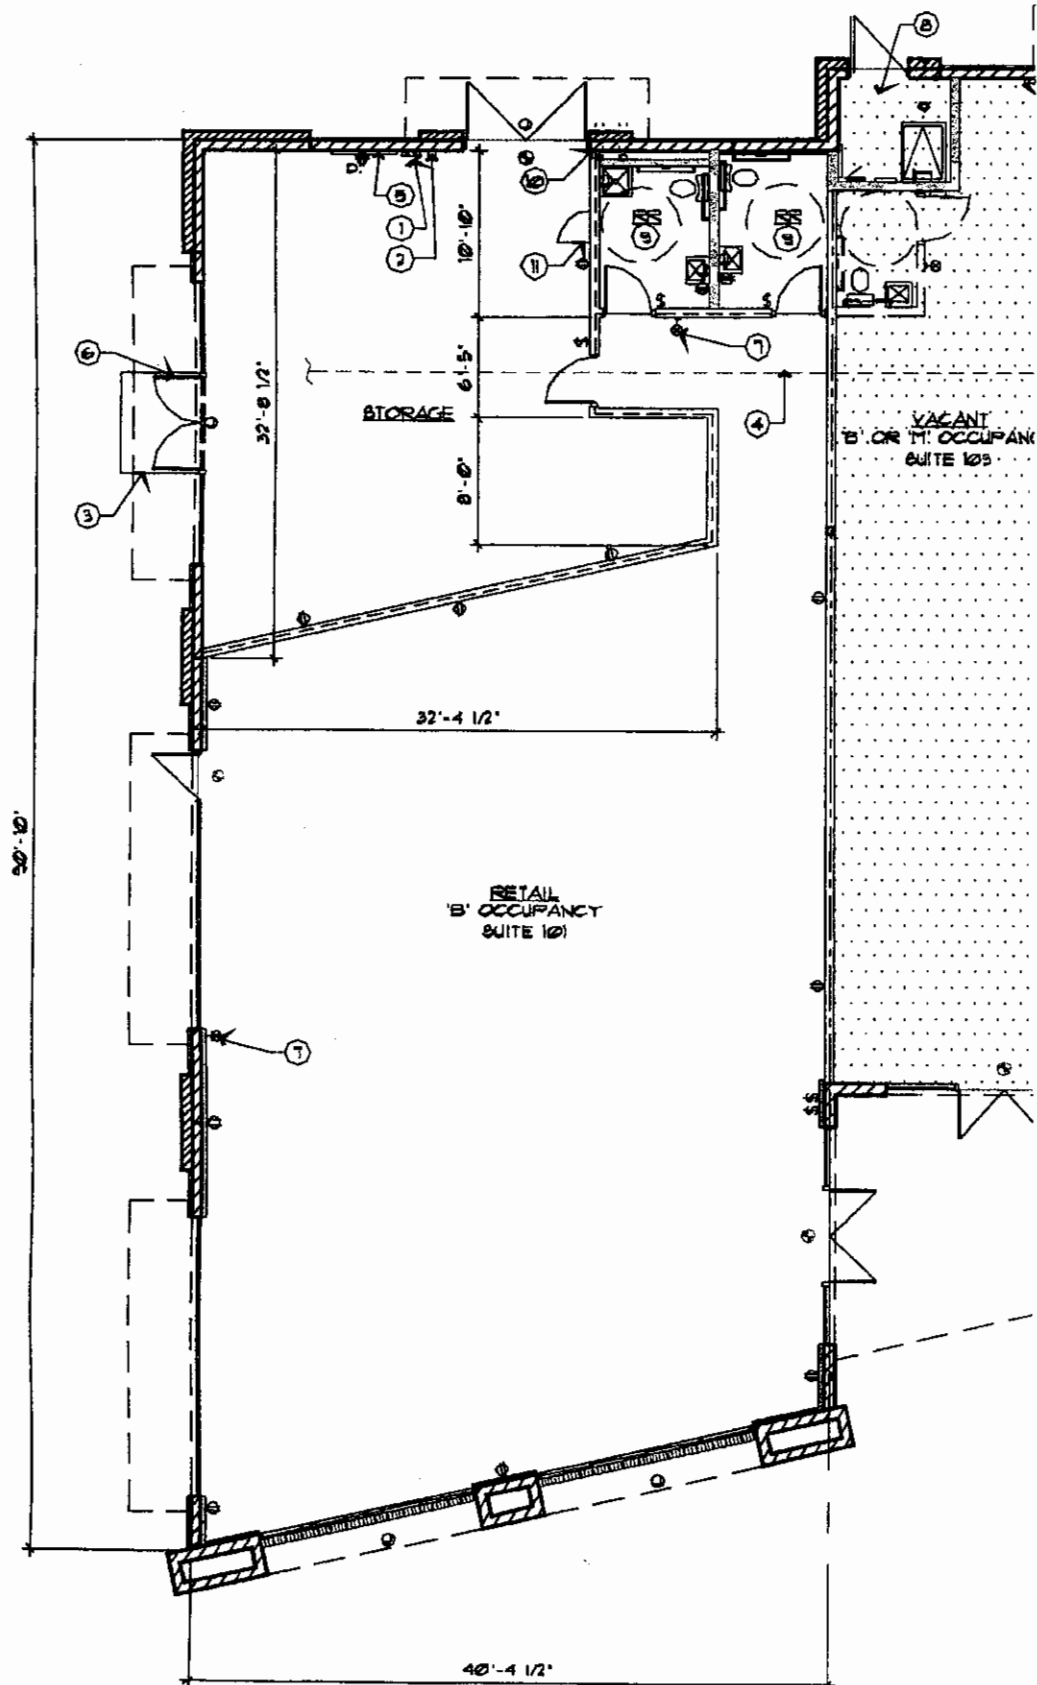 8
5
1
2
10
11
10'-10"
6
7
32'-8 1/2"
6'-5"
STORAGE
4
VACANT
'B' OR 'M' OCCUPANC
SUITE 103
3
8'-0"
32'-4 1/2"
90'-10"
RETAIL
'B' OCCUPANCY
SUITE 101
7
40'-4 1/2"